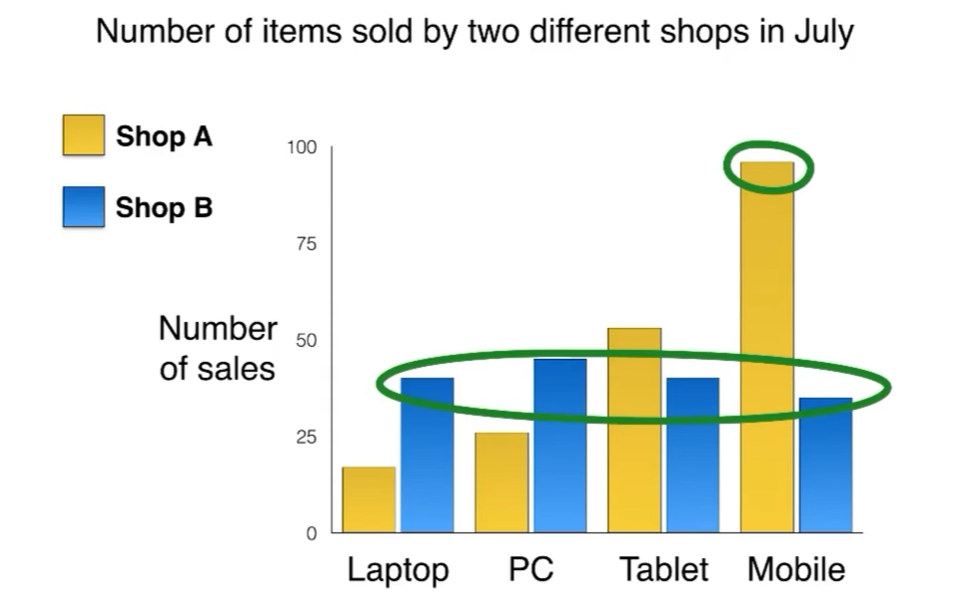 Number of items sold by two different shops in July
Shop A
Shop B
100
75
50
25
0
Number
of sales
Laptop PC Tablet Mobile